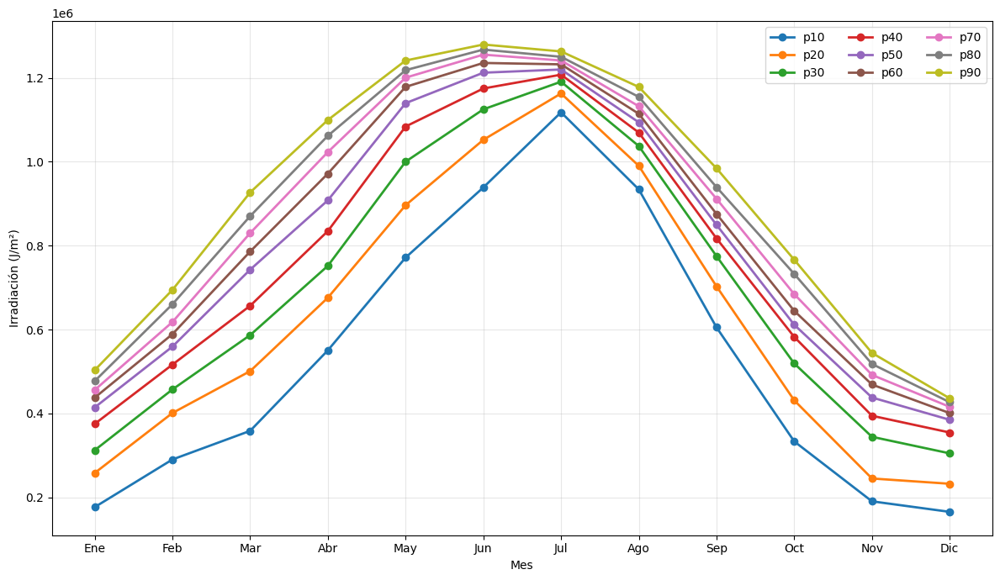 1e6
p10 p40 p70
p20 p50 p80
p30 p60 p90
1.2
1.0
0.8
0.6
0.4
0.2
Irradiación (J/m²)
Ene Feb Mar Abr May Jun Jul Ago Sep Oct Nov Dic
Mes